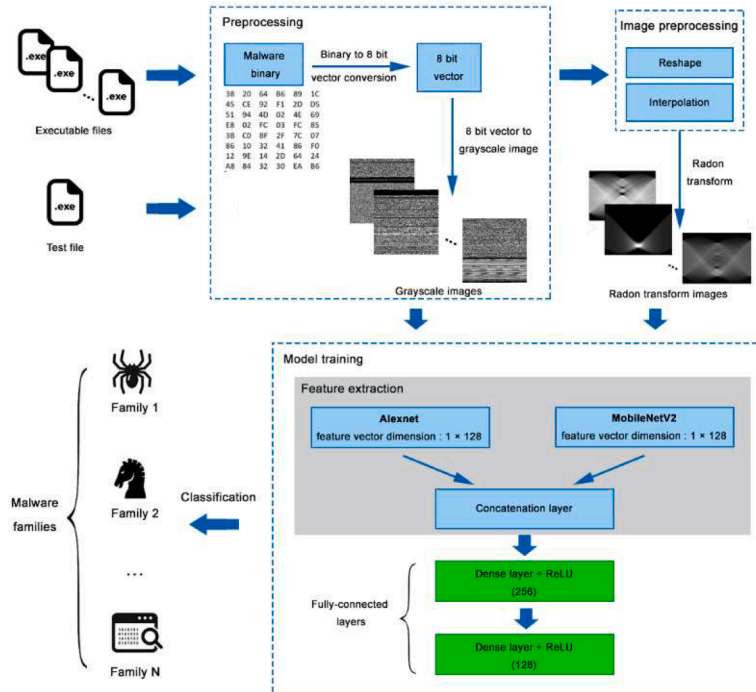 Preprocessing
Image preprocessing
.exe
.exe
...
.exe
Executable files
Malware
binary
Binary to 8 bit
vector conversion
8 bit
vector
Reshape
Interpolation
38 20 64 B6 89 1C
45 CE 92 F1 2D D5
51 94 4D 02 4E 69
E8 02 FC 03 FC 85
3B C0 BF 2F 7C 07
86 10 32 41 86 F0
12 9E 14 2D 64 24
A8 84 32 30 EA B6
8 bit vector to
grayscale image
Radon
transform
.exe
Test file
...
Grayscale images
...
Radon transform images
Model training
Feature extraction
Alexnet
feature vector dimension : 1 × 128
MobileNetV2
feature vector dimension : 1 × 128
Concatenation layer
Dense layer + ReLU
(256)
Fully-connected
layers
Dense layer + ReLU
(128)
Classification
Malware
families
Family 1
Family 2
...
Family N